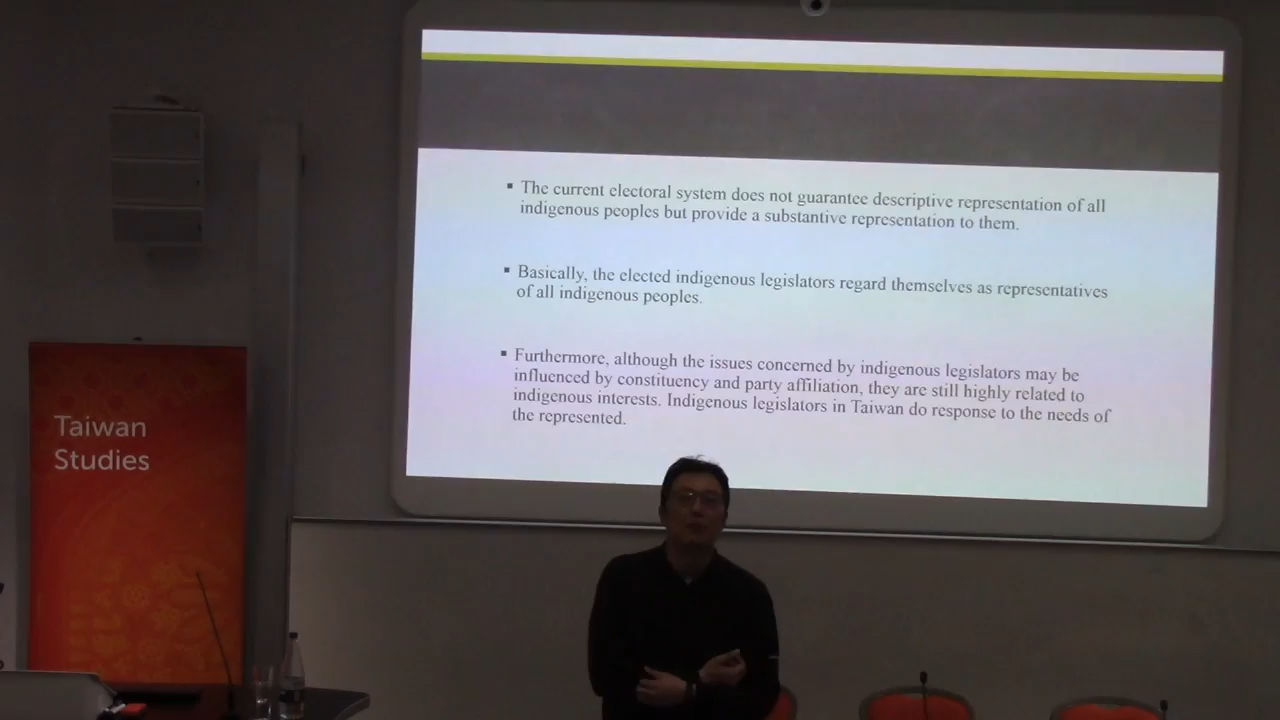 The current electoral system does not guarantee descriptive representation of all
indigenous peoples but provide a substantive representation to them.
Basically, the elected indigenous legislators regard themselves as representatives
of all indigenous peoples.
Furthermore, although the issues concerned by indigenous legislators may be
influenced by constituency and party affiliation, they are still highly related to
indigenous interests. Indigenous legislators in Taiwan do response to the needs of
the represented.
Taiwan
Studies